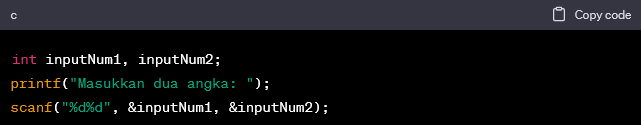 c Copy code
int inputNum1, inputNum2;
printf("Masukkan dua angka: ");
scanf("%d%d", &inputNum1, &inputNum2);